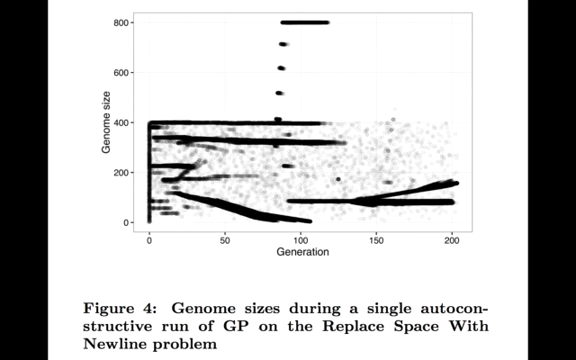 800
600
400
200
0
Genome size
0 50 100 150 200
Generation
Figure 4: Genome sizes during a single autocon-
structive run of GP on the Replace Space With
Newline problem